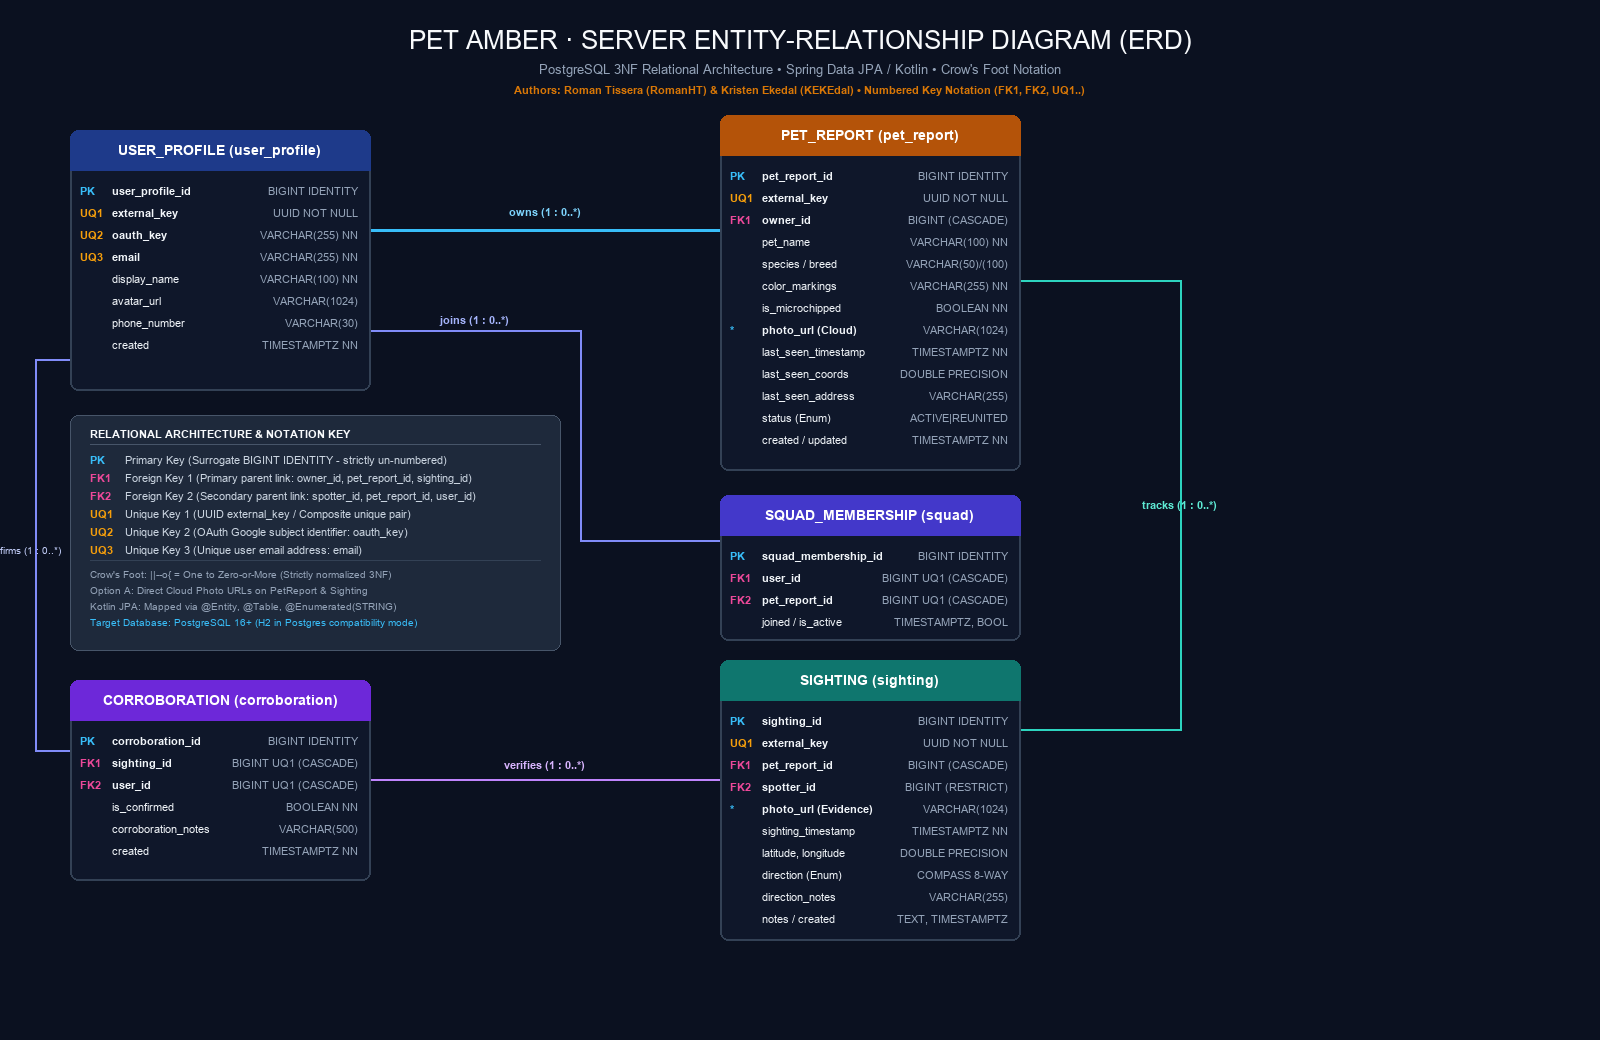 PET AMBER · SERVER ENTITY-RELATIONSHIP DIAGRAM (ERD)
PostgreSQL 3NF Relational Architecture • Spring Data JPA / Kotlin • Crow's Foot Notation
Authors: Roman Tissera (RomanHT) & Kristen Ekedal (KEKEdal) • Numbered Key Notation (FK1, FK2, UQ1..)
USER_PROFILE (user_profile)
PK user_profile_id BIGINT IDENTITY
UQ1 external_key UUID NOT NULL
UQ2 oauth_key VARCHAR(255) NN
UQ3 email VARCHAR(255) NN
display_name VARCHAR(100) NN
avatar_url VARCHAR(1024)
phone_number VARCHAR(30)
created TIMESTAMPTZ NN
owns (1 : 0..*)
joins (1 : 0..*)
PET_REPORT (pet_report)
PK pet_report_id BIGINT IDENTITY
UQ1 external_key UUID NOT NULL
FK1 owner_id BIGINT (CASCADE)
pet_name VARCHAR(100) NN
species / breed VARCHAR(50)/(100)
color_markings VARCHAR(255) NN
is_microchipped BOOLEAN NN
* photo_url (Cloud) VARCHAR(1024)
last_seen_timestamp TIMESTAMPTZ NN
last_seen_coords DOUBLE PRECISION
last_seen_address VARCHAR(255)
status (Enum) ACTIVE|REUNITED
created / updated TIMESTAMPTZ NN
RELATIONAL ARCHITECTURE & NOTATION KEY
PK Primary Key (Surrogate BIGINT IDENTITY - strictly un-numbered)
FK1 Foreign Key 1 (Primary parent link: owner_id, pet_report_id, sighting_id)
FK2 Foreign Key 2 (Secondary parent link: spotter_id, pet_report_id, user_id)
UQ1 Unique Key 1 (UUID external_key / Composite unique pair)
UQ2 Unique Key 2 (OAuth Google subject identifier: oauth_key)
UQ3 Unique Key 3 (Unique user email address: email)
Crow's Foot: ||--o{ = One to Zero-or-More (Strictly normalized 3NF)
Option A: Direct Cloud Photo URLs on PetReport & Sighting
Kotlin JPA: Mapped via @Entity, @Table, @Enumerated(STRING)
Target Database: PostgreSQL 16+ (H2 in Postgres compatibility mode)
firms (1 : 0..*)
SQUAD_MEMBERSHIP (squad)
PK squad_membership_id BIGINT IDENTITY
FK1 user_id BIGINT UQ1 (CASCADE)
FK2 pet_report_id BIGINT UQ1 (CASCADE)
joined / is_active TIMESTAMPTZ, BOOL
tracks (1 : 0..*)
CORROBORATION (corroboration)
PK corroboration_id BIGINT IDENTITY
FK1 sighting_id BIGINT UQ1 (CASCADE)
FK2 user_id BIGINT UQ1 (CASCADE)
is_confirmed BOOLEAN NN
corroboration_notes VARCHAR(500)
created TIMESTAMPTZ NN
verifies (1 : 0..*)
SIGHTING (sighting)
PK sighting_id BIGINT IDENTITY
UQ1 external_key UUID NOT NULL
FK1 pet_report_id BIGINT (CASCADE)
FK2 spotter_id BIGINT (RESTRICT)
* photo_url (Evidence) VARCHAR(1024)
sighting_timestamp TIMESTAMPTZ NN
latitude, longitude DOUBLE PRECISION
direction (Enum) COMPASS 8-WAY
direction_notes VARCHAR(255)
notes / created TEXT, TIMESTAMPTZ